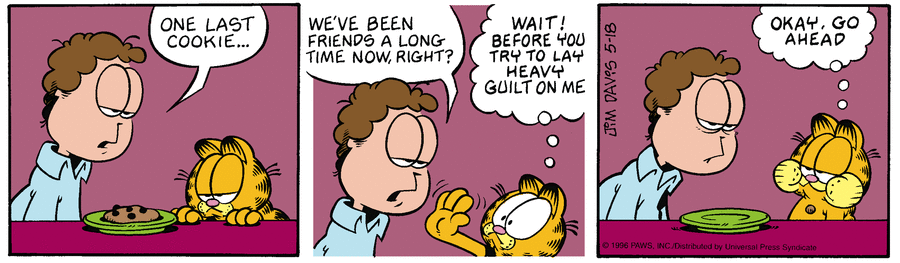 ONE LAST
COOKIE...
WE'VE BEEN
FRIENDS A LONG
TIME NOW, RIGHT?
WAIT!
BEFORE YOU
TRY TO LAY
HEAVY
GUILT ON ME
JIM DAVIS 5-18
OKAY, GO
AHEAD
© 1996 PAWS, INC./Distributed by Universal Press Syndicate